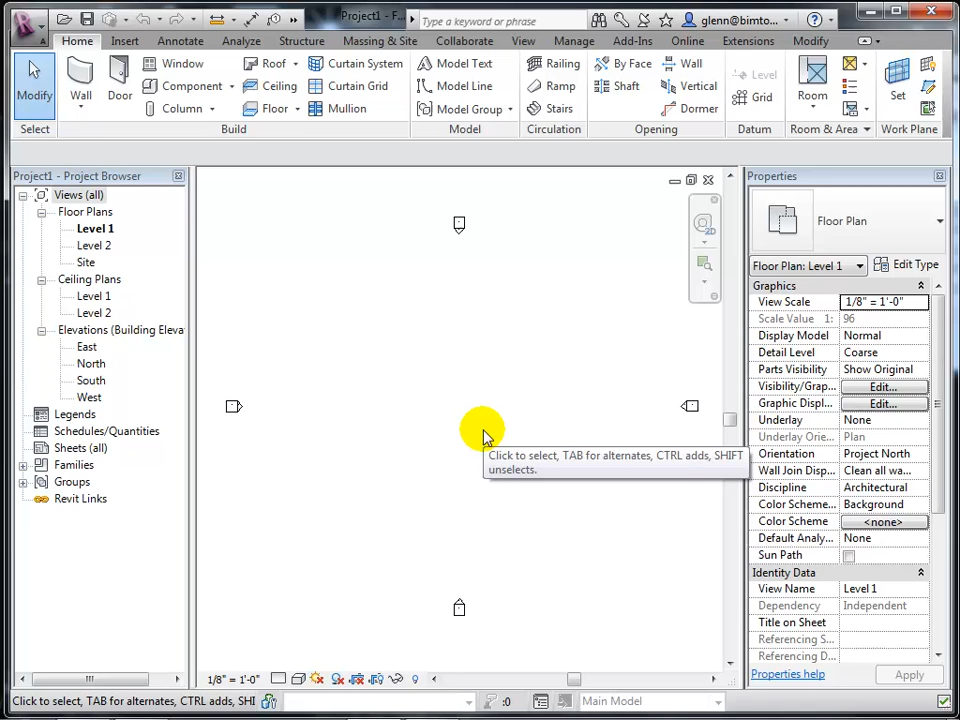 Project1 - F...
Type a keyword or phrase
glenn@bimto...
Home Insert Annotate Analyze Structure Massing & Site Collaborate View Manage Add-Ins Online Extensions Modify
Modify
Select
Wall
Door
Window
Component
Column
Roof
Ceiling
Floor
Curtain System
Curtain Grid
Mullion
Build
Model Text
Model Line
Model Group
Model
Railing
Ramp
Stairs
Circulation
By Face
Shaft
Wall
Vertical
Dormer
Opening
Level
Grid
Datum
Room
Room & Area
Set
Work Plane
Project1 - Project Browser
Views (all)
Floor Plans
Level 1
Level 2
Site
Ceiling Plans
Level 1
Level 2
Elevations (Building Eleva
East
North
South
West
Legends
Schedules/Quantities
Sheets (all)
Families
Groups
Revit Links
2D
Click to select, TAB for alternates, CTRL adds, SHIFT
unselects.
Properties
Floor Plan
Floor Plan: Level 1 Edit Type
Graphics
View Scale 1/8" = 1'-0"
Scale Value 1: 96
Display Model Normal
Detail Level Coarse
Parts Visibility Show Original
Visibility/Grap... Edit...
Graphic Displ... Edit...
Underlay None
Underlay Orie... Plan
Orientation Project North
Wall Join Disp... Clean all wa...
Discipline Architectural
Color Scheme... Background
Color Scheme <none>
Default Analy... None
Sun Path
Identity Data
View Name Level 1
Dependency Independent
Title on Sheet
Referencing S...
Referencing D...
Properties help Apply
1/8" = 1'-0"
Click to select, TAB for alternates, CTRL adds, SHI
:0
Main Model